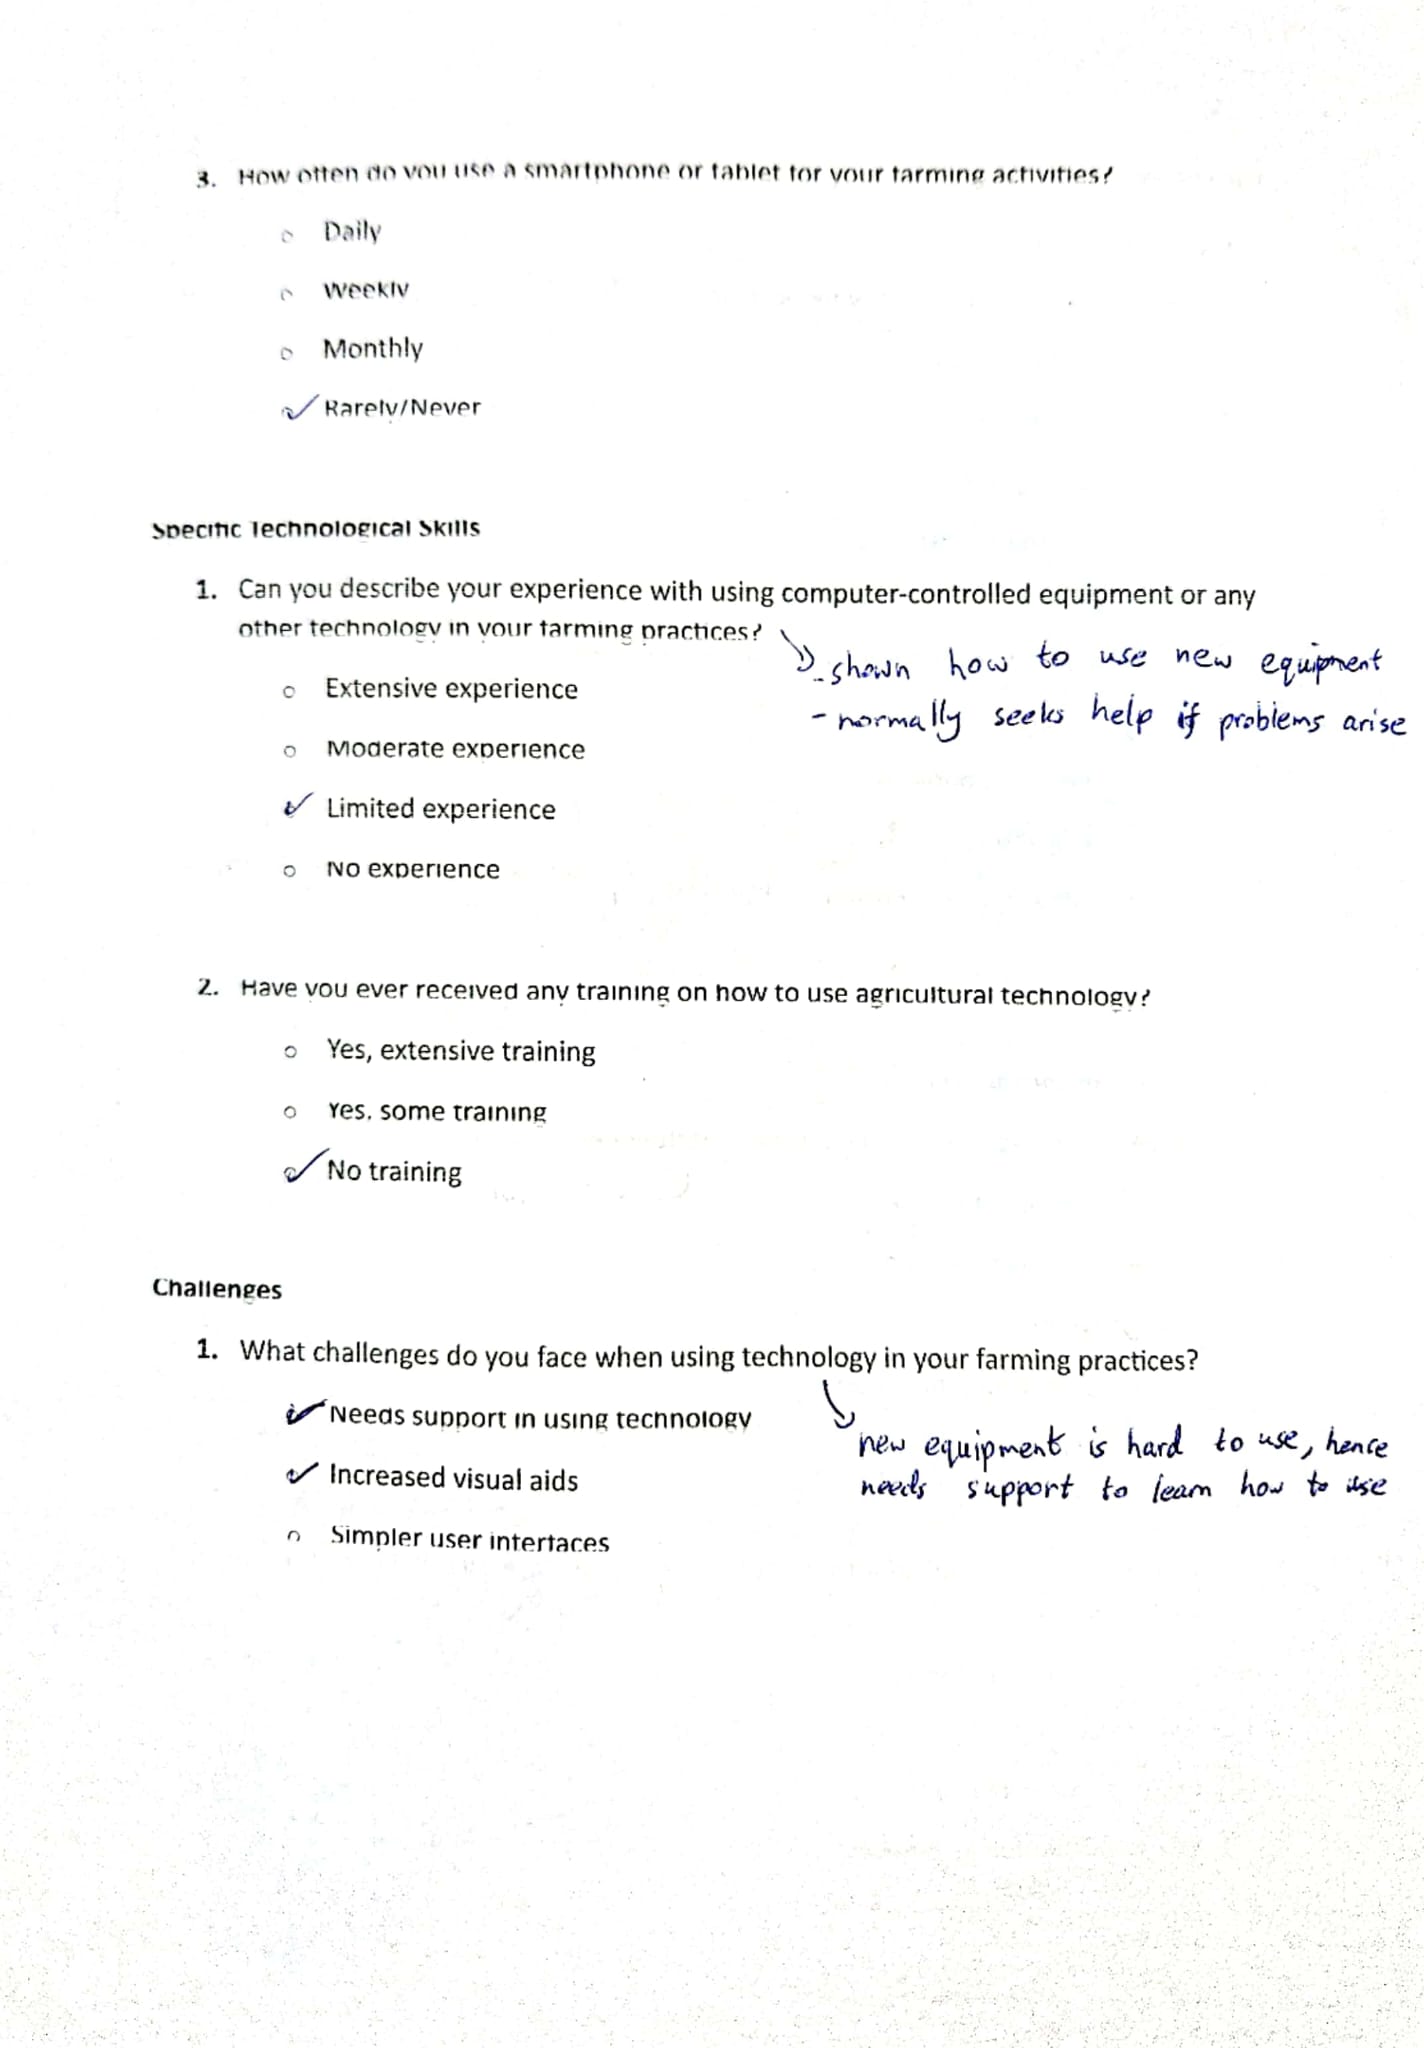 3. How often do you use a smartphone or tablet for your farming activities?
Daily
Weekly
Monthly
Rarely/Never
Specific Technological Skills
1. Can you describe your experience with using computer-controlled equipment or any
other technology in your farming practices?
- shown how to use new equipment
- normally seeks help if problems arise
Extensive experience
Moderate experience
Limited experience
No experience
2. Have you ever received any training on how to use agricultural technology?
Yes, extensive training
Yes, some training
No training
Challenges
1. What challenges do you face when using technology in your farming practices?
Needs support in using technology
new equipment is hard to use, hence
needs support to learn how to use
Increased visual aids
Simpler user interfaces